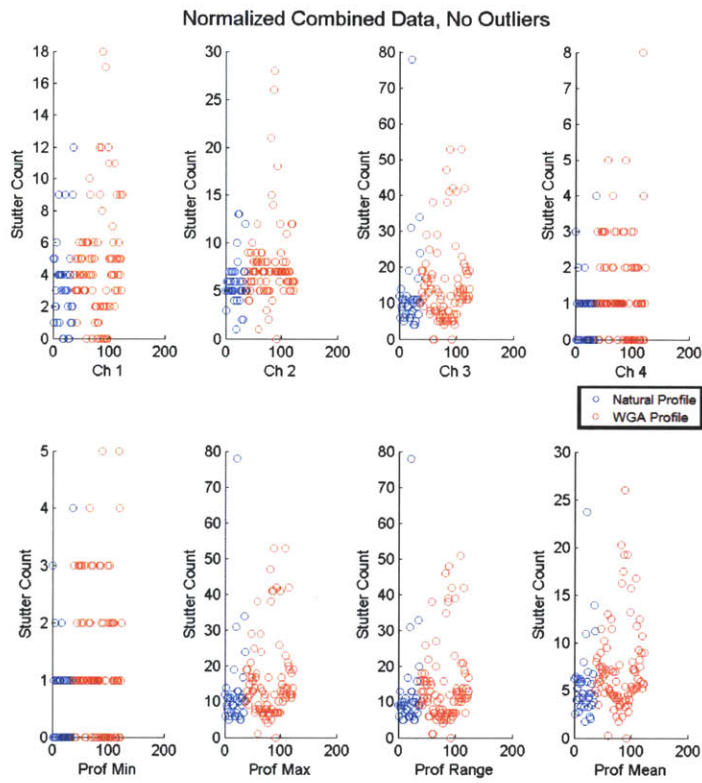 Normalized Combined Data, No Outliers
18
16
14
12
10
8
6
4
2
0
Stutter Count
0 100 200
Ch 1
30
25
20
15
10
5
0
Stutter Count
0 100 200
Ch 2
80
70
60
50
40
30
20
10
0
Stutter Count
0 100 200
Ch 3
8
7
6
5
4
3
2
1
0
Stutter Count
0 100 200
Ch 4
Natural Profile
WGA Profile
5
4
3
2
1
0
Stutter Count
0 100 200
Prof Min
80
70
60
50
40
30
20
10
0
Stutter Count
0 100 200
Prof Max
80
70
60
50
40
30
20
10
0
Stutter Count
0 100 200
Prof Range
30
25
20
15
10
5
0
Stutter Count
0 100 200
Prof Mean